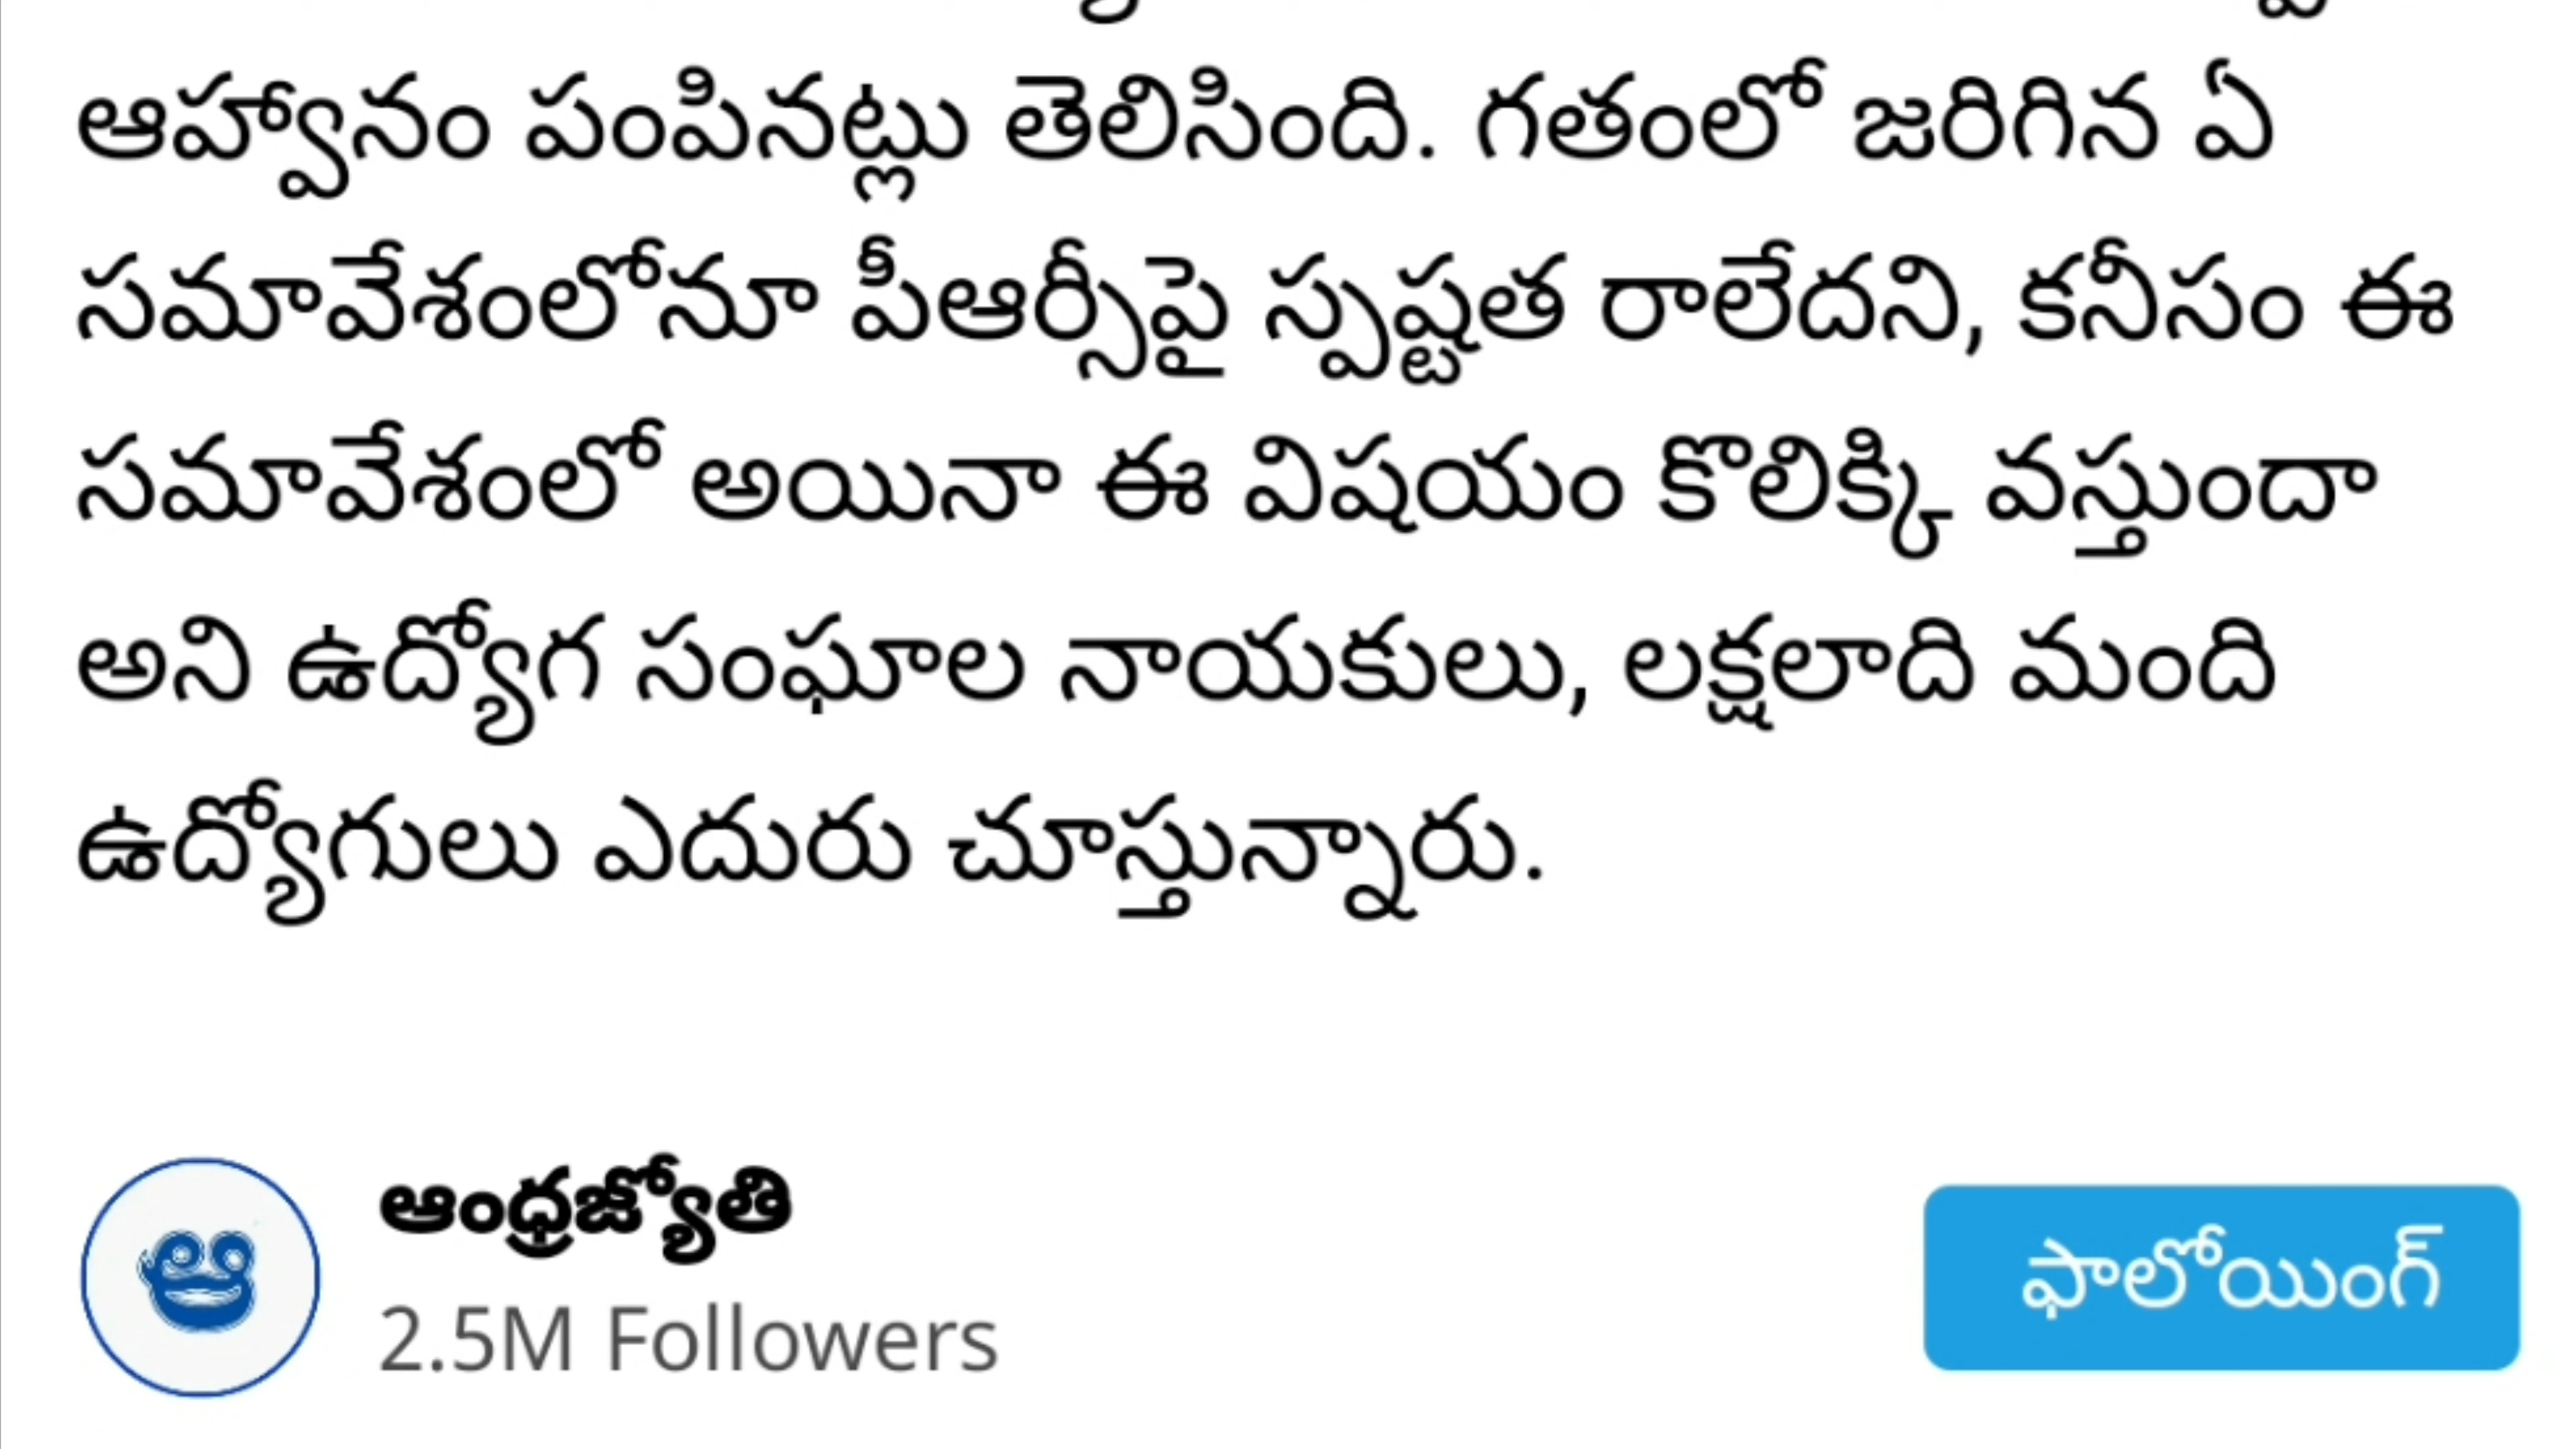 ఆహ్వానం పంపినట్లు తెలిసింది. గతంలో జరిగిన ఏ
సమావేశంలోనూ పీఆర్సీపై స్పష్టత రాలేదని, కనీసం ఈ
సమావేశంలో అయినా ఈ విషయం కొలిక్కి వస్తుందా
అని ఉద్యోగ సంఘాల నాయకులు, లక్షలాది మంది
ఉద్యోగులు ఎదురు చూస్తున్నారు.
ఆంధ్రజ్యోతి
2.5M Followers
ఫాలోయింగ్